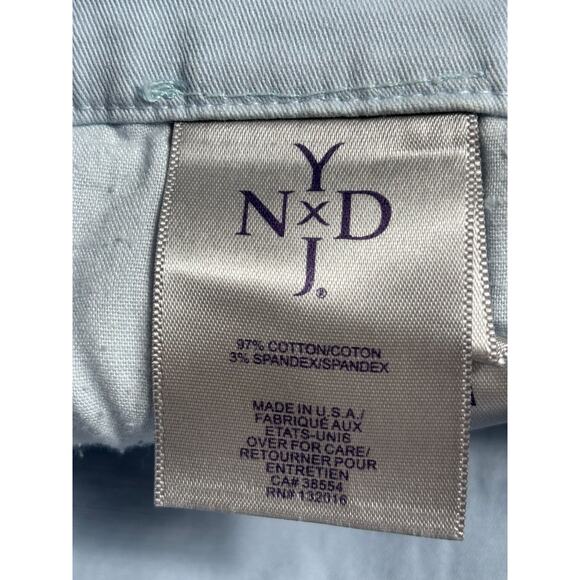 Y
N×D
J®
97% COTTON/COTON
3% SPANDEX/SPANDEX
MADE IN U.S.A./
FABRIQUÉ AUX
ETATS-UNIS
OVER FOR CARE/
RETOURNER POUR
ENTRETIEN
CA# 38554
RN# 132016